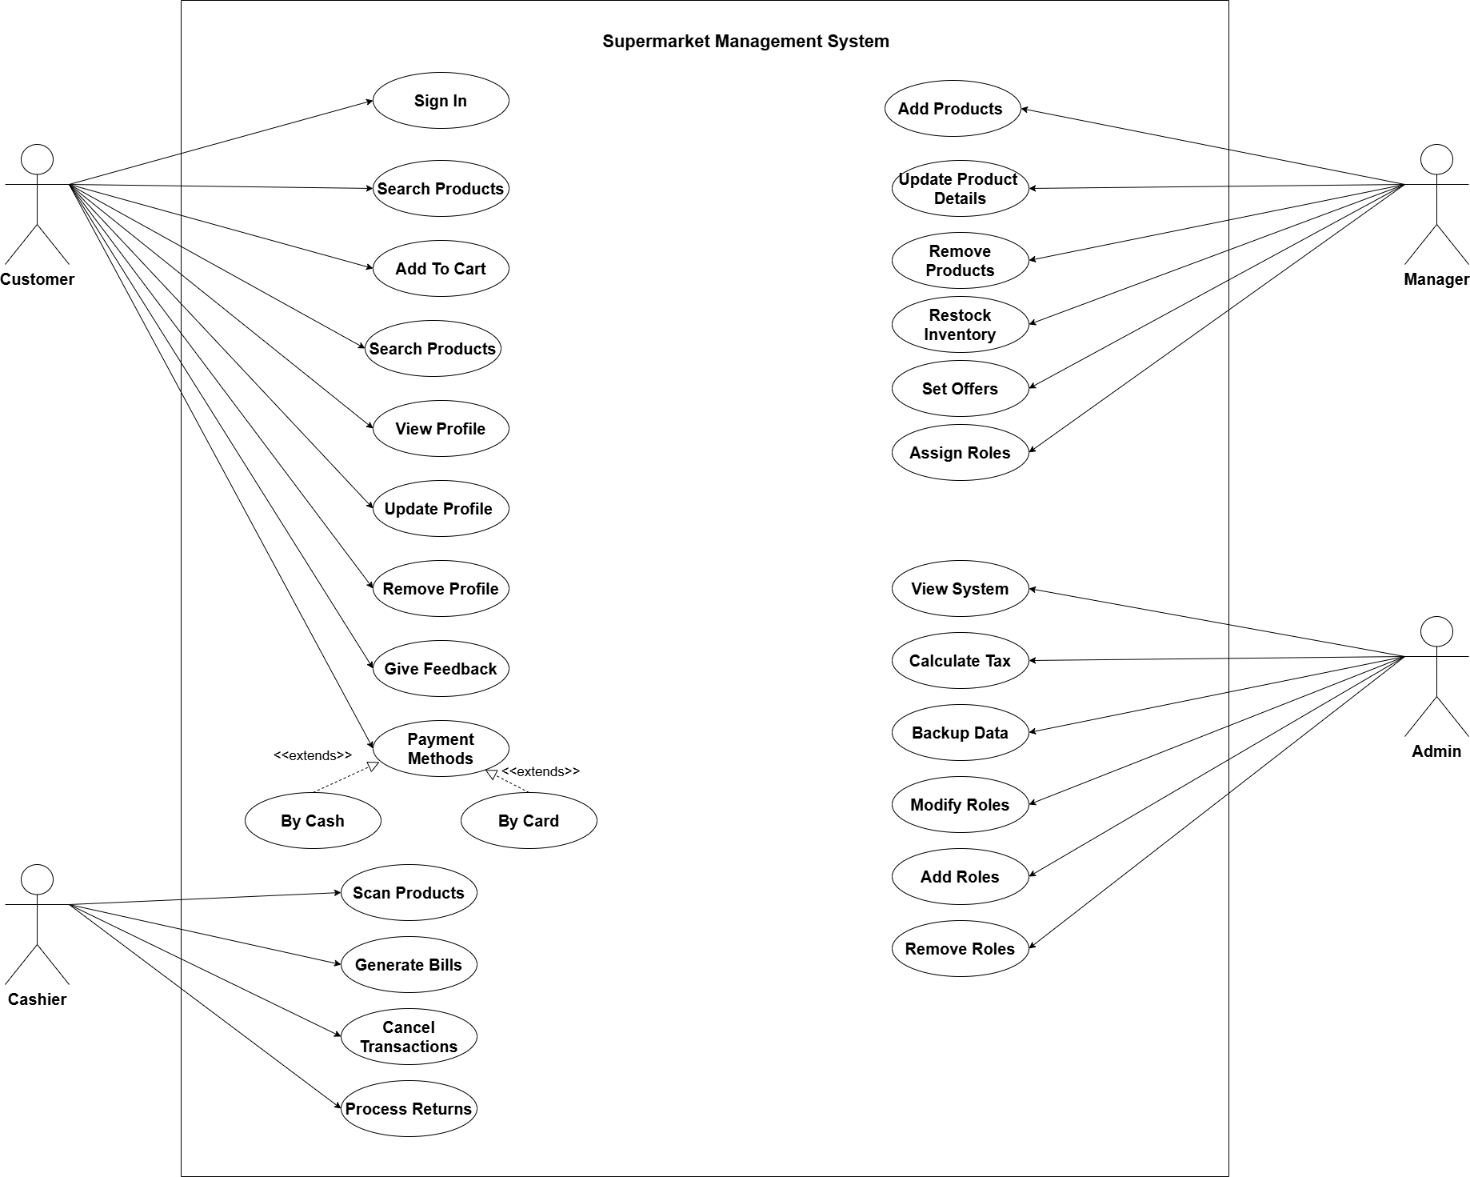 Supermarket Management System
Sign In
Search Products
Add To Cart
Search Products
View Profile
Update Profile
Remove Profile
Give Feedback
Payment
Methods
<<extends>>
<<extends>>
By Cash
By Card
Customer
Scan Products
Generate Bills
Cancel
Transactions
Process Returns
Cashier
Add Products
Update Product
Details
Remove
Products
Restock
Inventory
Set Offers
Assign Roles
Manager
View System
Calculate Tax
Backup Data
Modify Roles
Add Roles
Remove Roles
Admin